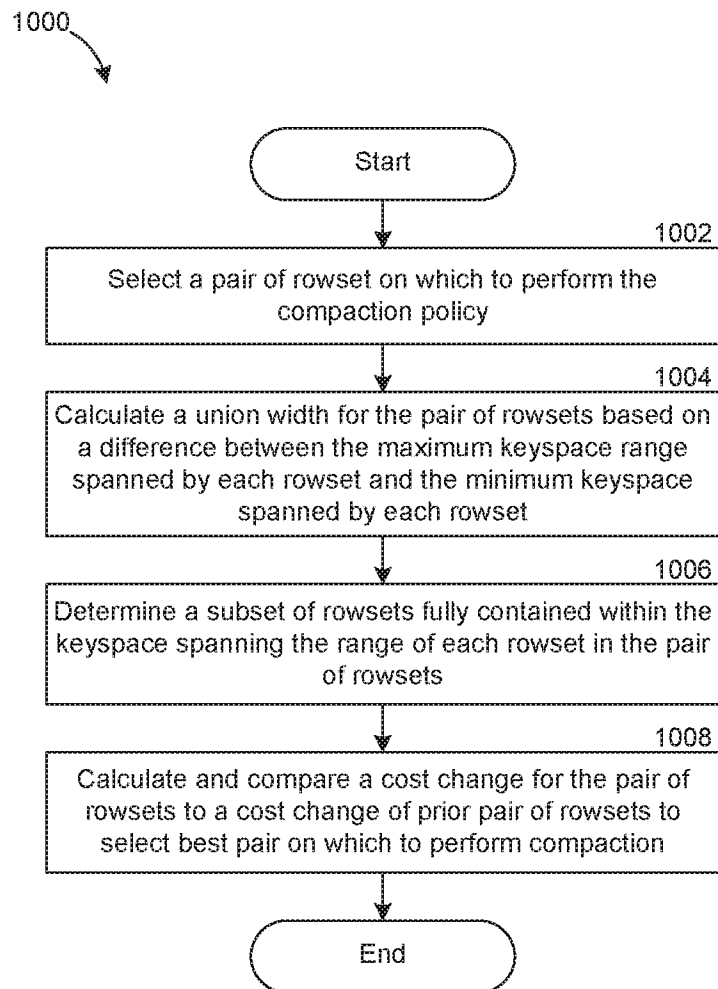 1000
Start
1002
Select a pair of rowset on which to perform the
compaction policy
1004
Calculate a union width for the pair of rowsets based on
a difference between the maximum keyspace range
spanned by each rowset and the minimum keyspace
spanned by each rowset
1006
Determine a subset of rowsets fully contained within the
keyspace spanning the range of each rowset in the pair
of rowsets
1008
Calculate and compare a cost change for the pair of
rowsets to a cost change of prior pair of rowsets to
select best pair on which to perform compaction
End